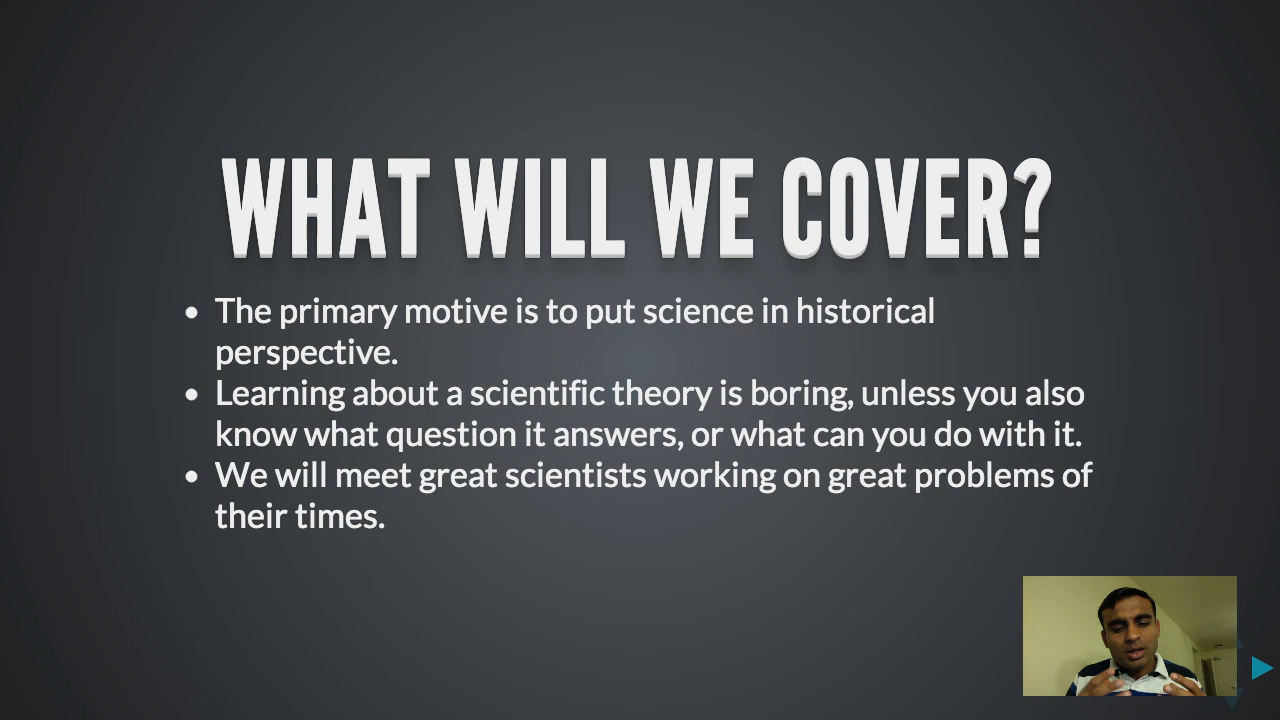 WHAT WILL WE COVER?
• The primary motive is to put science in historical
perspective.
• Learning about a scientific theory is boring, unless you also
know what question it answers, or what can you do with it.
• We will meet great scientists working on great problems of
their times.